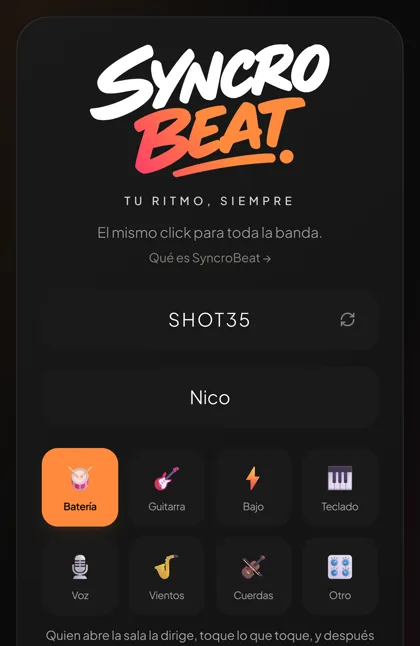 SYNCRO
BEAT.
TU RITMO, SIEMPRE
El mismo click para toda la banda.
Qué es SyncroBeat →
SHOT35
Nico
Batería
Guitarra
Bajo
Teclado
Voz
Vientos
Cuerdas
Otro
Quien abre la sala la dirige, toque lo que toque, y después